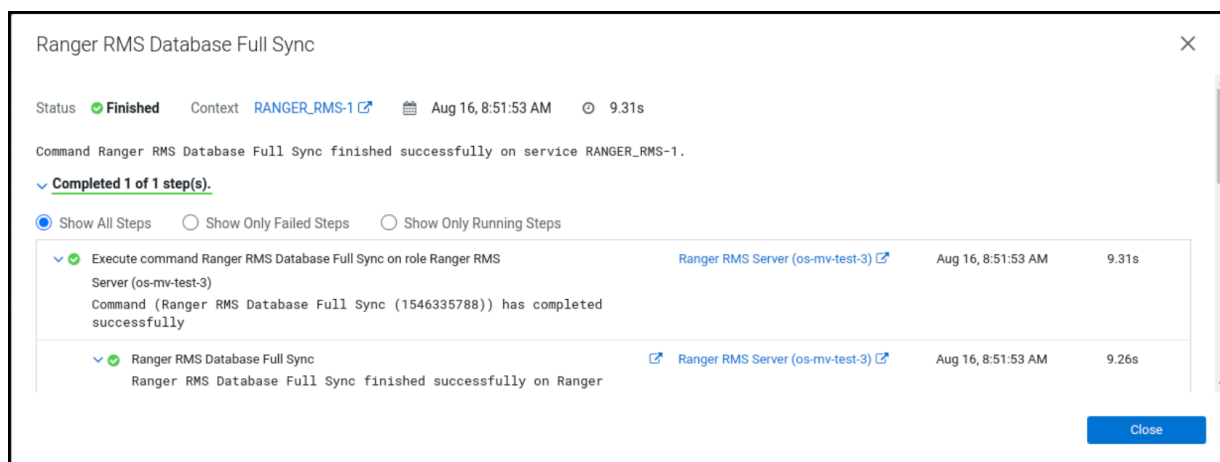 Ranger RMS Database Full Sync
Status Finished Context RANGER_RMS-1 Aug 16, 8:51:53 AM 9.31s
Command Ranger RMS Database Full Sync finished successfully on service RANGER_RMS-1.
Completed 1 of 1 step(s).
Show All Steps Show Only Failed Steps Show Only Running Steps
Execute command Ranger RMS Database Full Sync on role Ranger RMS Ranger RMS Server (os-mv-test-3) Aug 16, 8:51:53 AM 9.31s
Server (os-mv-test-3)
Command (Ranger RMS Database Full Sync (1546335788)) has completed
successfully
Ranger RMS Database Full Sync Ranger RMS Server (os-mv-test-3) Aug 16, 8:51:53 AM 9.26s
Ranger RMS Database Full Sync finished successfully on Ranger
Close